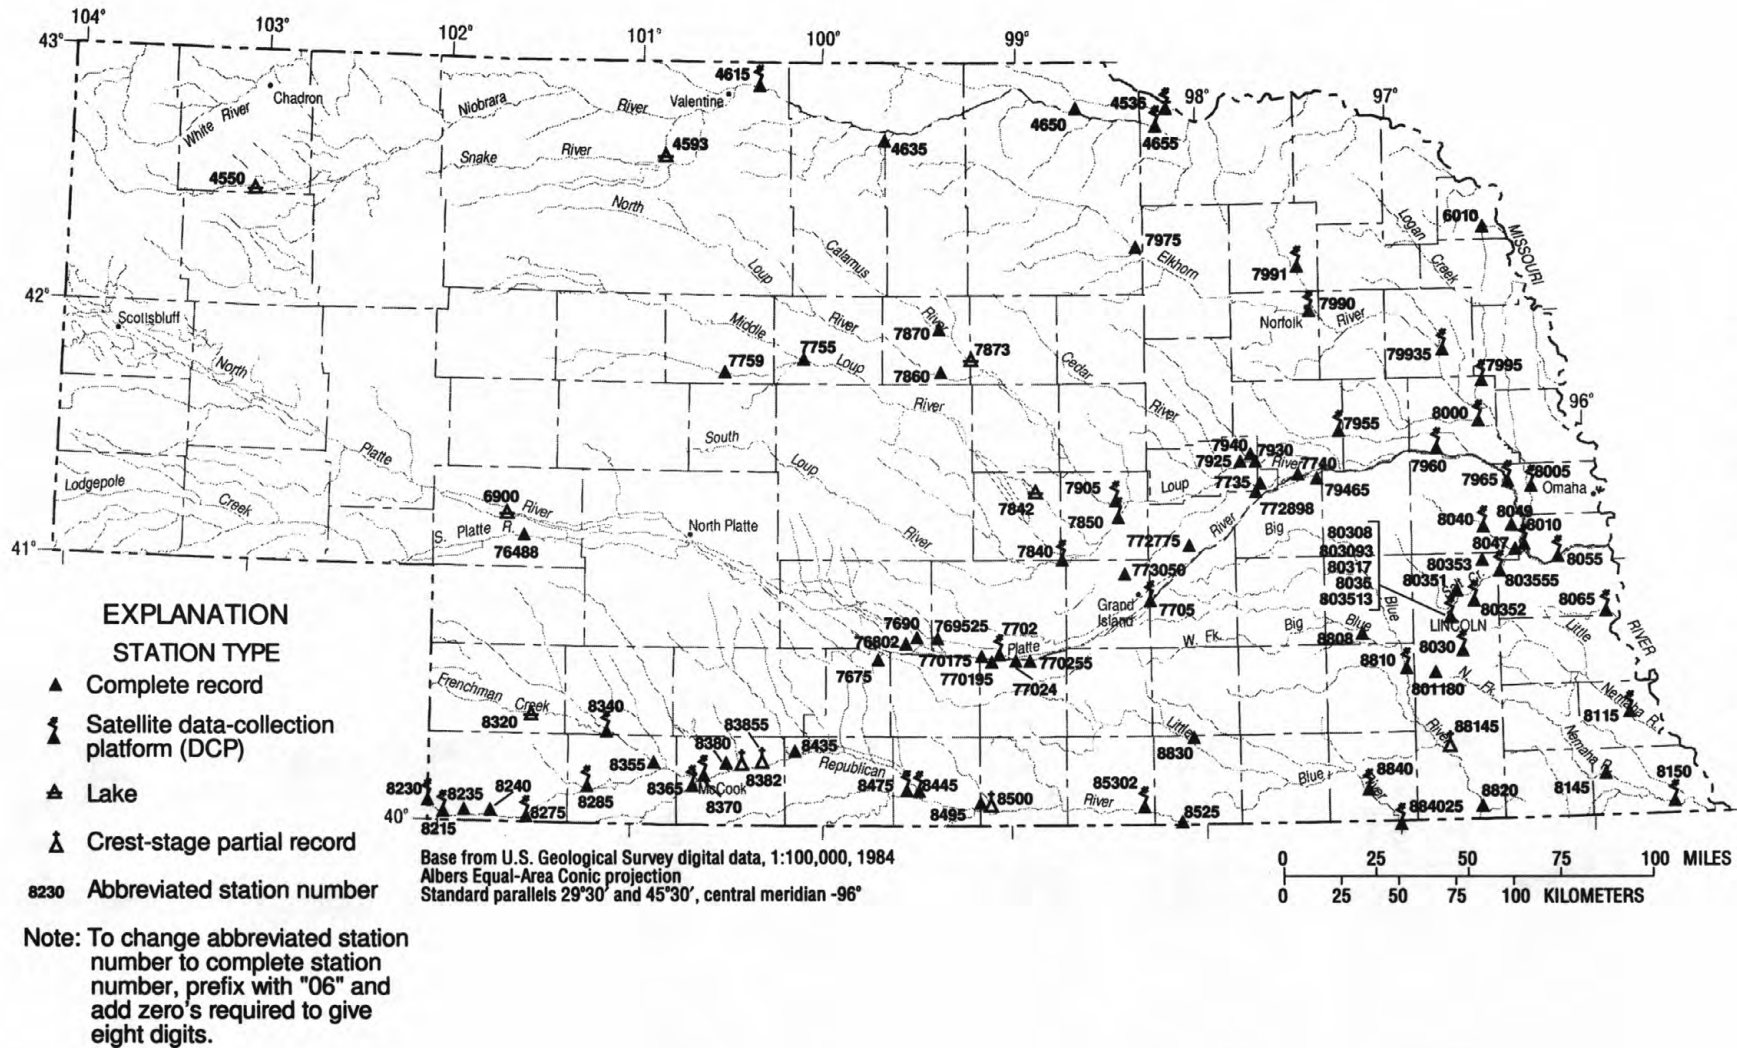 104°
103°
102°
101°
100°
99°
98°
97°
96°
43°
42°
41°
40°
4615
Valentine
Chadron
White River
Niobrara
River
4593
Snake
River
4550
4635
4650
4536
4655
North
Loup
Calamus
River
River
7975
Elkhorn
7991
7990
Norfolk
River
Logan
Creek
6010
MISSOURI
Scottsbluff
North
Platte
River
Middle
Loup
River
7755
7759
7870
7873
7860
Cedar
River
79935
7995
7955
8000
7960
Lodgepole
Creek
6900
S. Platte R.
76488
North Platte
South
Loup
River
7905
7842
7850
7840
772775
773050
Grand
Island
7705
7940
7930
7925
River
7740
7735
Loup
79465
772898
River
Big
Blue
7965
8005
Omaha
8049
8040
8010
8047
8055
80308
803093
80317
8035
803513
80353
80351
Salt Cr.
803555
80352
LINCOLN
8065
Little
RIVER
7690
769525
7702
76802
Platte
7675
770175
770195
770255
77024
W. Fk.
Big
Blue
8808
8030
8810
801180
N. Fk.
Nemaha R.
8115
Frenchman
Creek
8320
8340
83855
8380
8435
8355
8382
Republican
8365
McCook
8370
8475
8445
8230
8235
8240
8215
8275
8285
8495
8500
River
85302
8525
Little
8830
Blue
River
8840
88145
River
8820
884025
Nemaha R.
8145
8150
EXPLANATION
STATION TYPE
Complete record
Satellite data-collection
platform (DCP)
Lake
Crest-stage partial record
8230 Abbreviated station number
Note: To change abbreviated station
number to complete station
number, prefix with "06" and
add zero's required to give
eight digits.
Base from U.S. Geological Survey digital data, 1:100,000, 1984
Albers Equal-Area Conic projection
Standard parallels 29°30′ and 45°30′, central meridian -96°
0 25 50 75 100 MILES
0 25 50 75 100 KILOMETERS